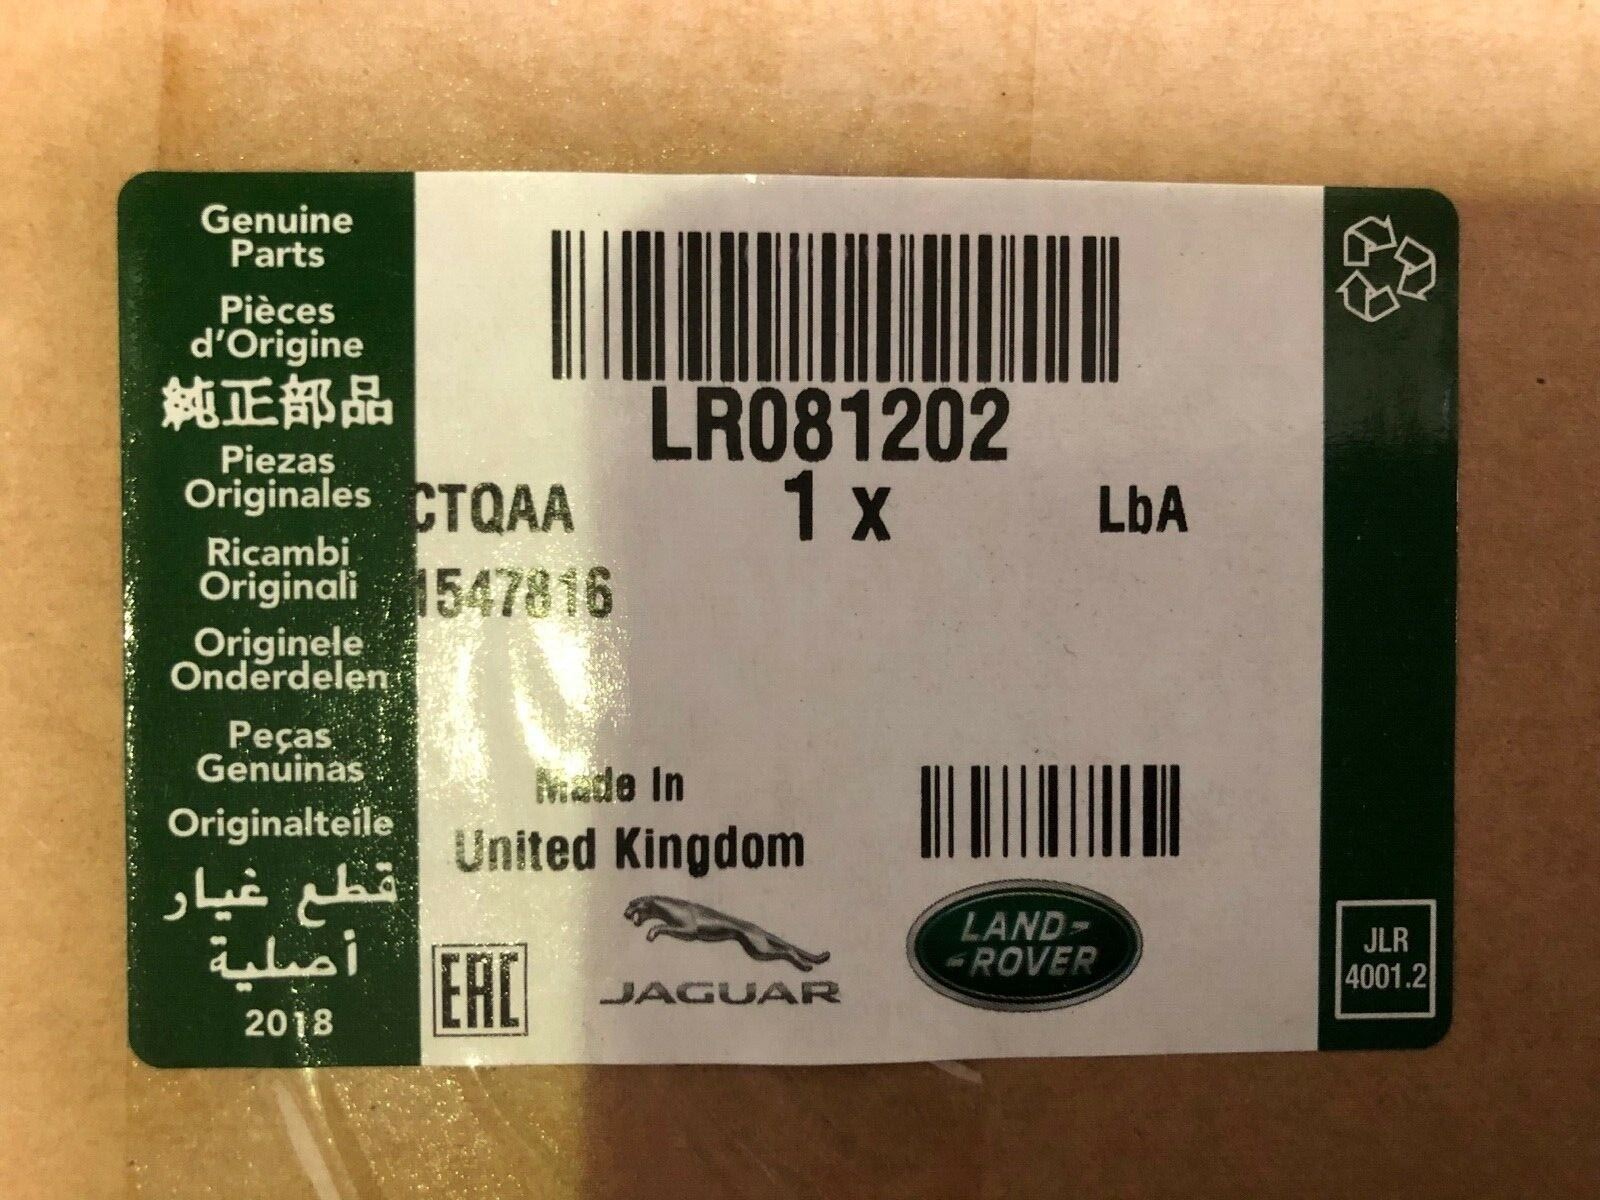 Genuine
Parts
Pièces
d'Origine
純正部品
Piezas
Originales
Ricambi
Originali
Originele
Onderdelen
Peças
Genuinas
Originalteile
قطع غيار
أصلية
2018
LR081202
CTQAA 1 x LbA
1547816
Made In
United Kingdom
EAC
JAGUAR
LAND-
-ROVER
JLR
4001.2